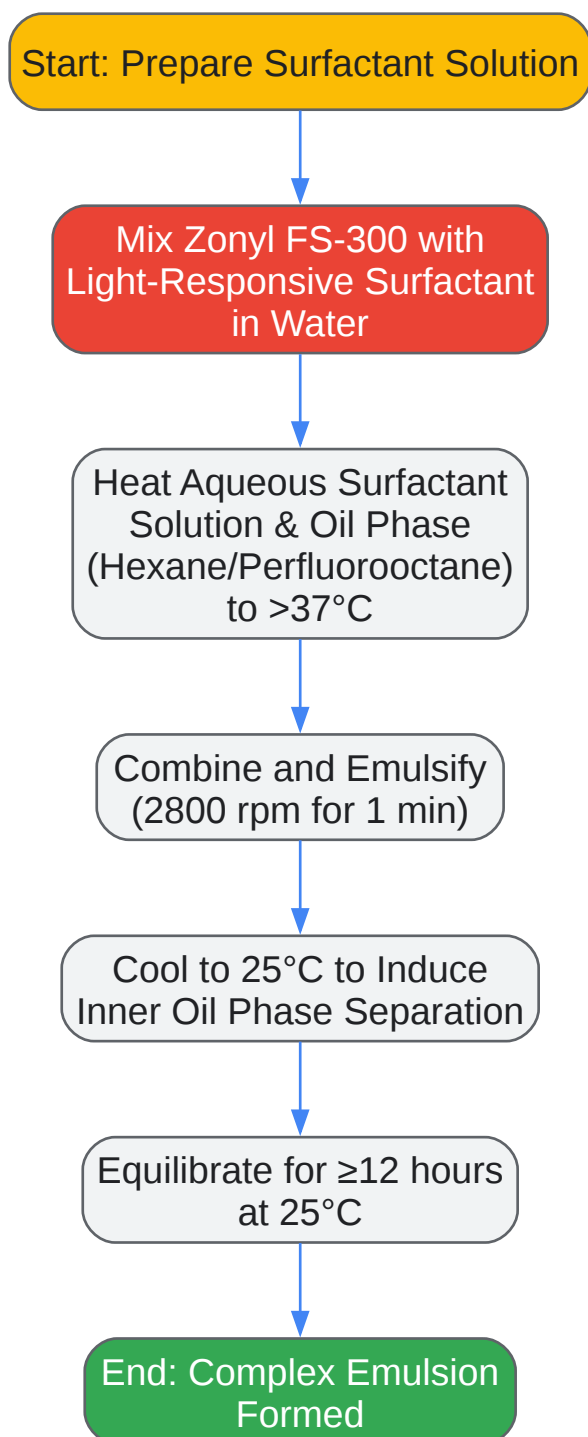 Start: Prepare Surfactant Solution
Mix Zonyl FS-300 with
Light-Responsive Surfactant
in Water
Heat Aqueous Surfactant
Solution & Oil Phase
(Hexane/Perfluorooctane)
to >37°C
Combine and Emulsify
(2800 rpm for 1 min)
Cool to 25°C to Induce
Inner Oil Phase Separation
Equilibrate for ≥12 hours
at 25°C
End: Complex Emulsion
Formed